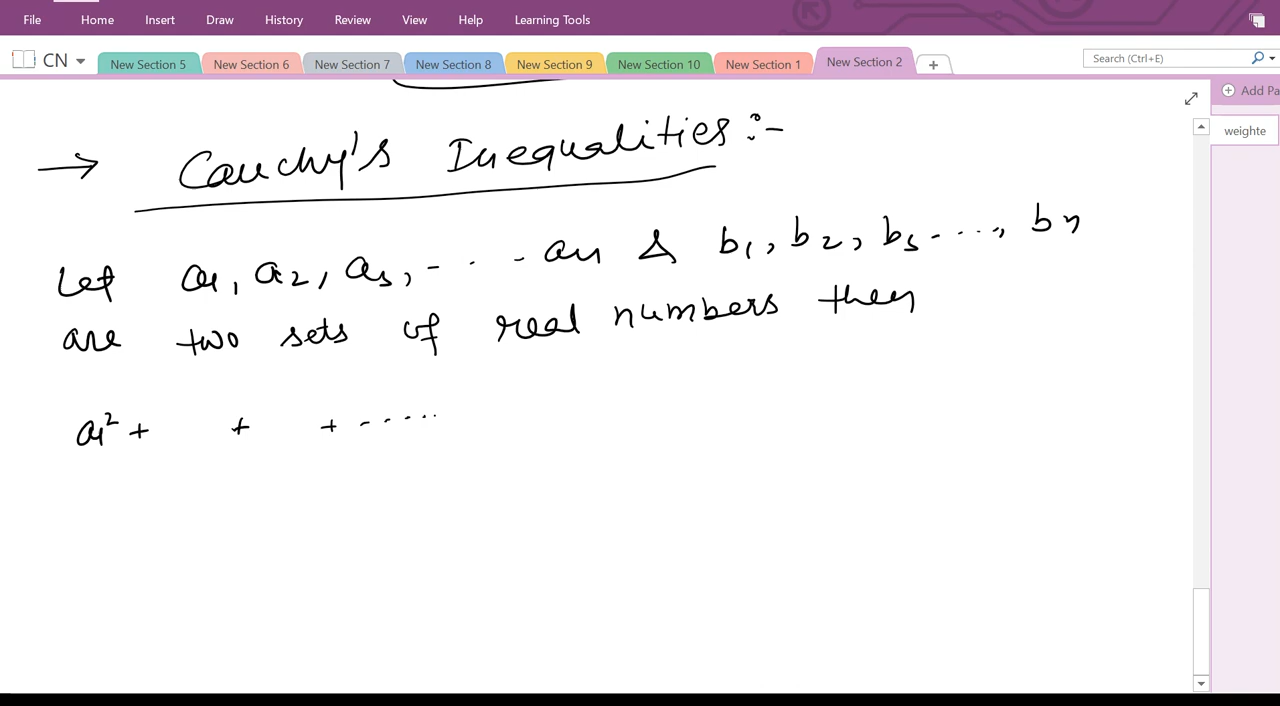 File Home Insert Draw History Review View Help Learning Tools
CN New Section 5 New Section 6 New Section 7 New Section 8 New Section 9 New Section 10 New Section 1 New Section 2 + Search (Ctrl+E)
Add Pa
weighte
→ Cauchy's Inequalities :-
Let a1, a2, a3, - . . - an & b1, b2, b3 - . . ., bn
are two sets of real numbers then
a1² + + + - - . . .